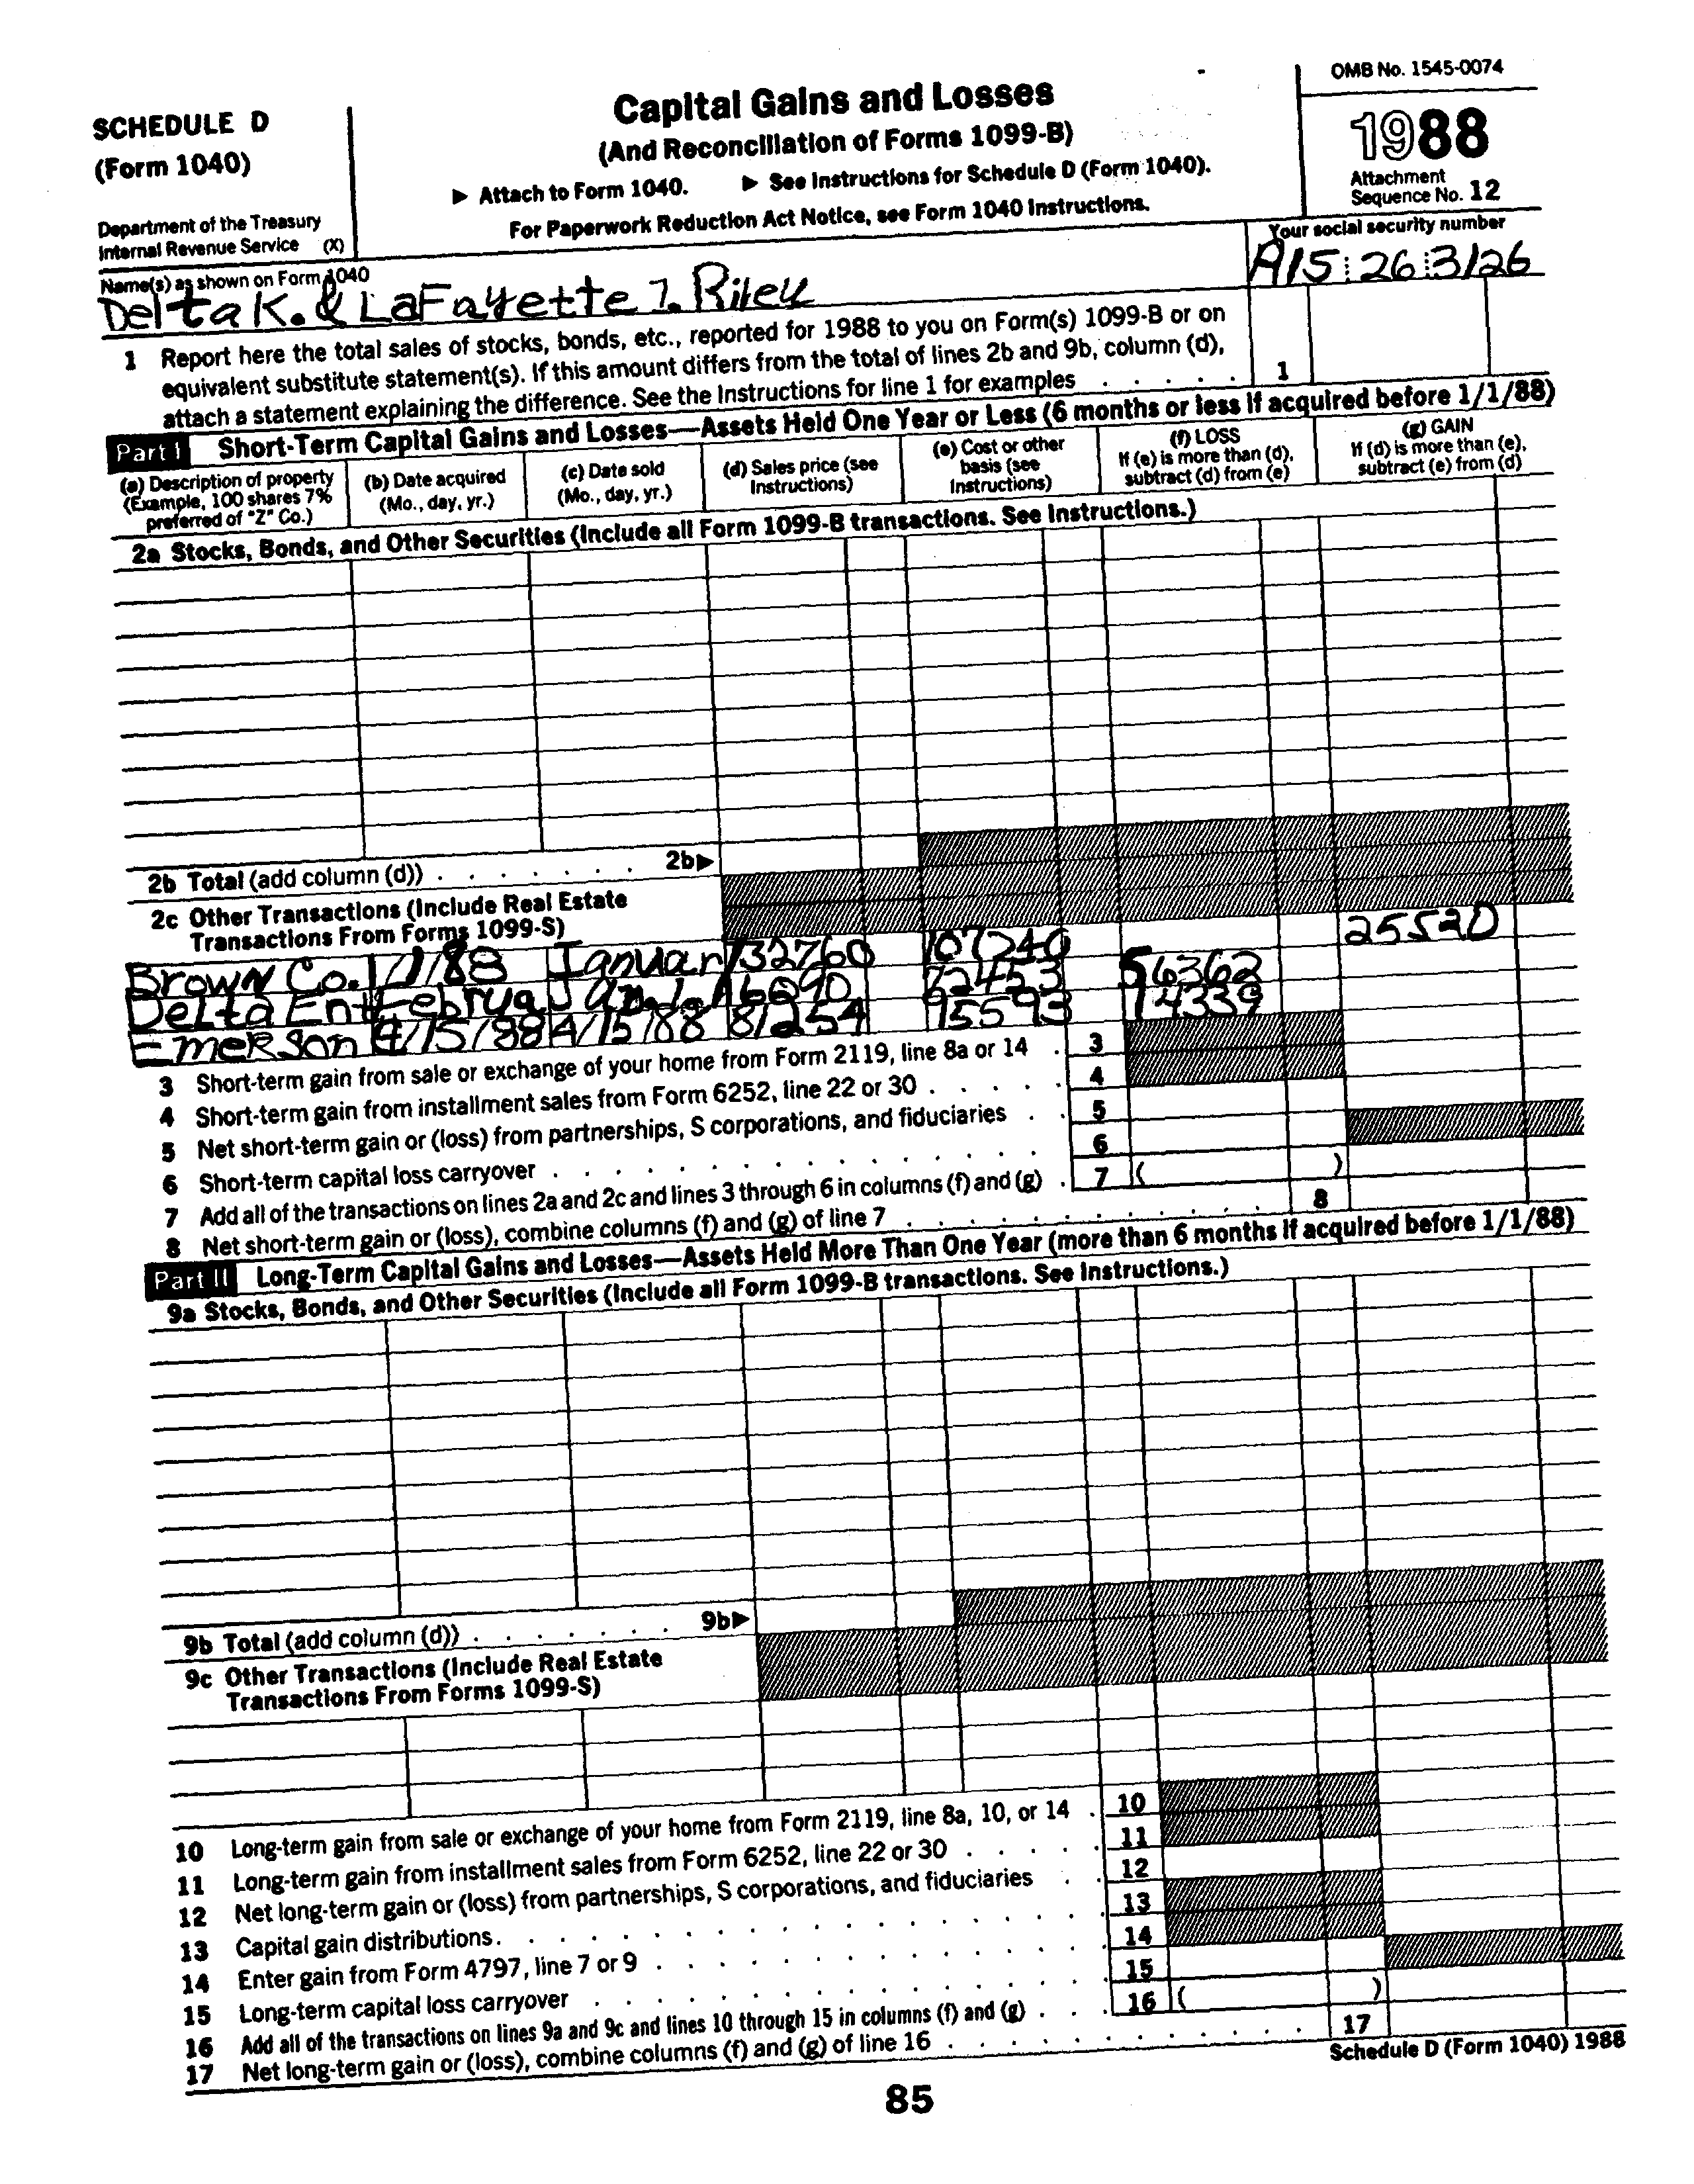 SCHEDULE D
(Form 1040)
Department of the Treasury
Internal Revenue Service (X)
Capital Gains and Losses
(And Reconciliation of Forms 1099-B)
▶ Attach to Form 1040. ▶ See Instructions for Schedule D (Form 1040).
For Paperwork Reduction Act Notice, see Form 1040 Instructions.
OMB No. 1545-0074
1988
Attachment
Sequence No. 12
Name(s) as shown on Form 1040
Delta K. & LaFayette J. Riley
Your social security number
A15 26 3126
1 Report here the total sales of stocks, bonds, etc., reported for 1988 to you on Form(s) 1099-B or on
equivalent substitute statement(s). If this amount differs from the total of lines 2b and 9b, column (d),
attach a statement explaining the difference. See the Instructions for line 1 for examples . . . . . 1
Part I Short-Term Capital Gains and Losses—Assets Held One Year or Less (6 months or less if acquired before 1/1/88)
(a) Description of property
(Example, 100 shares 7%
preferred of "Z" Co.)
(b) Date acquired
(Mo., day, yr.)
(c) Date sold
(Mo., day, yr.)
(d) Sales price (see
Instructions)
(e) Cost or other
basis (see
Instructions)
(f) LOSS
If (e) is more than (d),
subtract (d) from (e)
(g) GAIN
If (d) is more than (e),
subtract (e) from (d)
2a Stocks, Bonds, and Other Securities (Include all Form 1099-B transactions. See Instructions.)
2b Total (add column (d)) . . . . . . . 2b▶
2c Other Transactions (Include Real Estate
Transactions From Forms 1099-S)
Brown Co. 1/1/88 Januar 132760 107240 25520
Delta Ent Februa Jan. 1, 16090 72453 56362
Emerson 4/15/88 4/15/88 81254 95593 14339
3 Short-term gain from sale or exchange of your home from Form 2119, line 8a or 14 . 3
4 Short-term gain from installment sales from Form 6252, line 22 or 30 . . . . . 4
5 Net short-term gain or (loss) from partnerships, S corporations, and fiduciaries . . 5
6 Short-term capital loss carryover . . . . . . . . . . . . . . . 6
7 Add all of the transactions on lines 2a and 2c and lines 3 through 6 in columns (f) and (g) . 7 ( )
8 Net short-term gain or (loss), combine columns (f) and (g) of line 7 . . . . . . . . . . . 8
Part II Long-Term Capital Gains and Losses—Assets Held More Than One Year (more than 6 months if acquired before 1/1/88)
9a Stocks, Bonds, and Other Securities (Include all Form 1099-B transactions. See Instructions.)
9b Total (add column (d)) . . . . . . . 9b▶
9c Other Transactions (Include Real Estate
Transactions From Forms 1099-S)
10 Long-term gain from sale or exchange of your home from Form 2119, line 8a, 10, or 14 . 10
11 Long-term gain from installment sales from Form 6252, line 22 or 30 . . . . . 11
12 Net long-term gain or (loss) from partnerships, S corporations, and fiduciaries . . 12
13 Capital gain distributions . . . . . . . . . . . . . . . . 13
14 Enter gain from Form 4797, line 7 or 9 . . . . . . . . . . . . 14
15 Long-term capital loss carryover . . . . . . . . . . . . . . 15
16 Add all of the transactions on lines 9a and 9c and lines 10 through 15 in columns (f) and (g) . . . 16 ( )
17 Net long-term gain or (loss), combine columns (f) and (g) of line 16 . . . . . . . . . . . 17
Schedule D (Form 1040) 1988
85